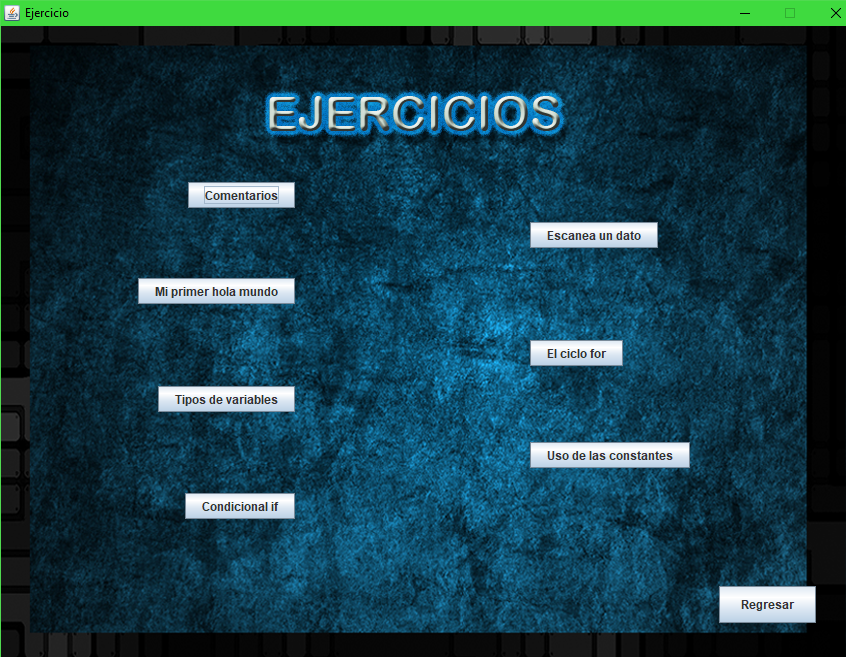 Ejercicio
EJERCICIOS
Comentarios
Escanea un dato
Mi primer hola mundo
El ciclo for
Tipos de variables
Uso de las constantes
Condicional if
Regresar